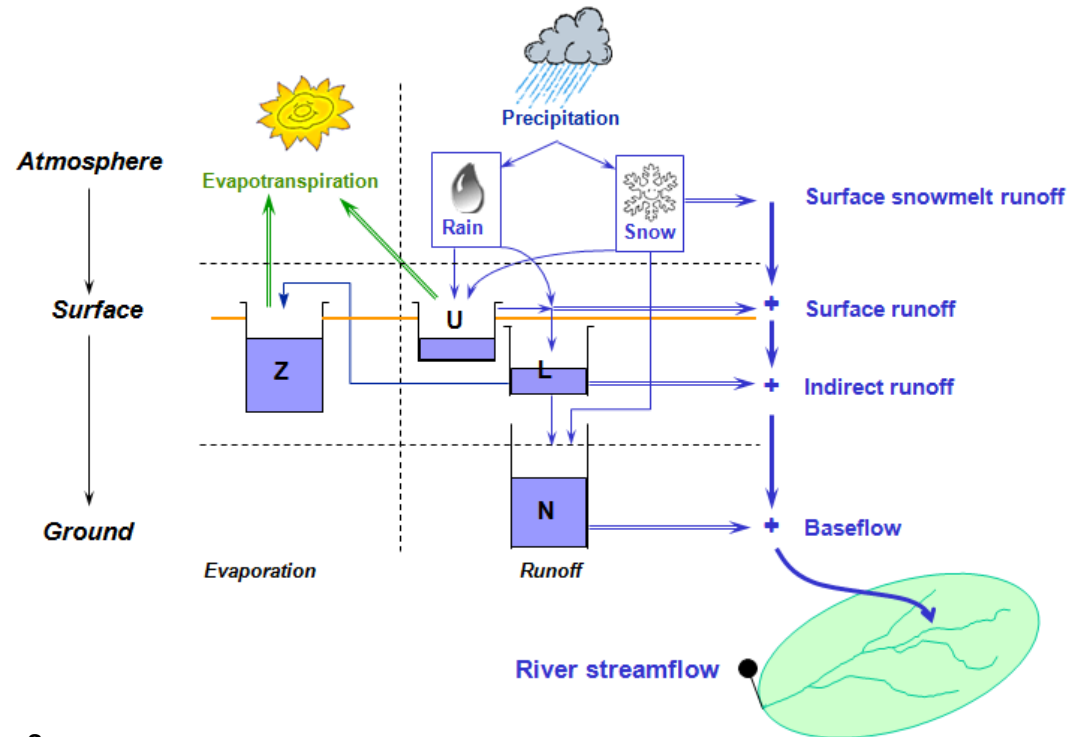 Precipitation
Atmosphere
Evapotranspiration
Rain
Snow
Surface snowmelt runoff
Surface
U
+
Surface runoff
Z
L
+
Indirect runoff
Ground
N
+
Baseflow
Evaporation
Runoff
River streamflow